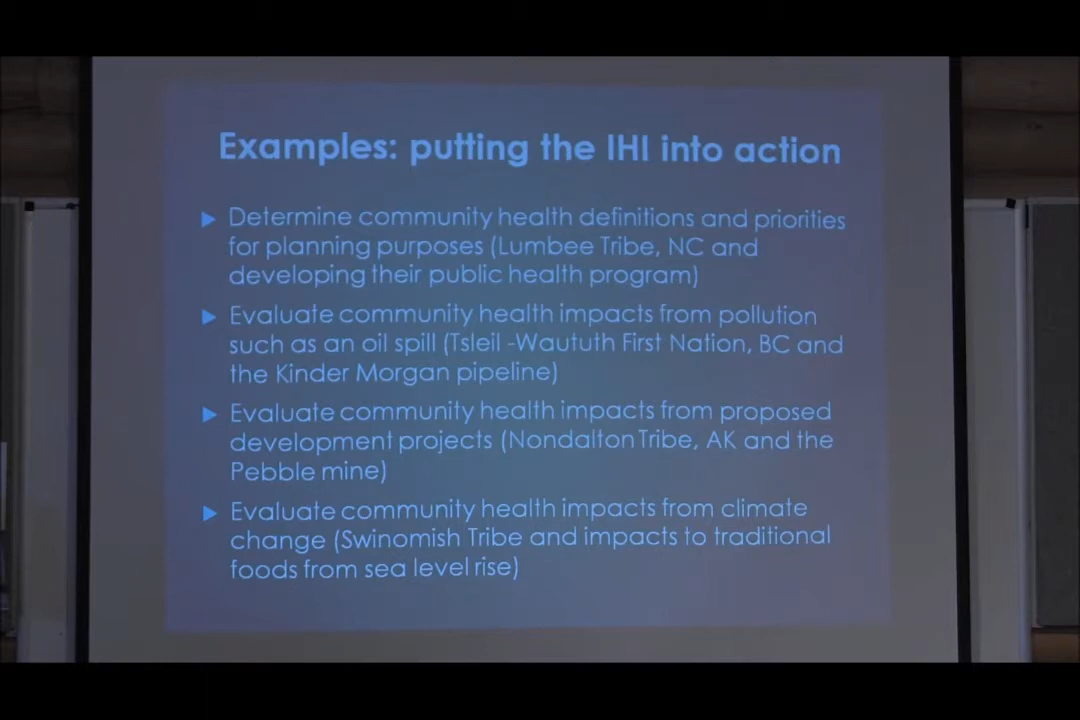 Examples: putting the IHI into action
Determine community health definitions and priorities
for planning purposes (Lumbee Tribe, NC and
developing their public health program)
Evaluate community health impacts from pollution
such as an oil spill (Tsleil -Waututh First Nation, BC and
the Kinder Morgan pipeline)
Evaluate community health impacts from proposed
development projects (Nondalton Tribe, AK and the
Pebble mine)
Evaluate community health impacts from climate
change (Swinomish Tribe and impacts to traditional
foods from sea level rise)